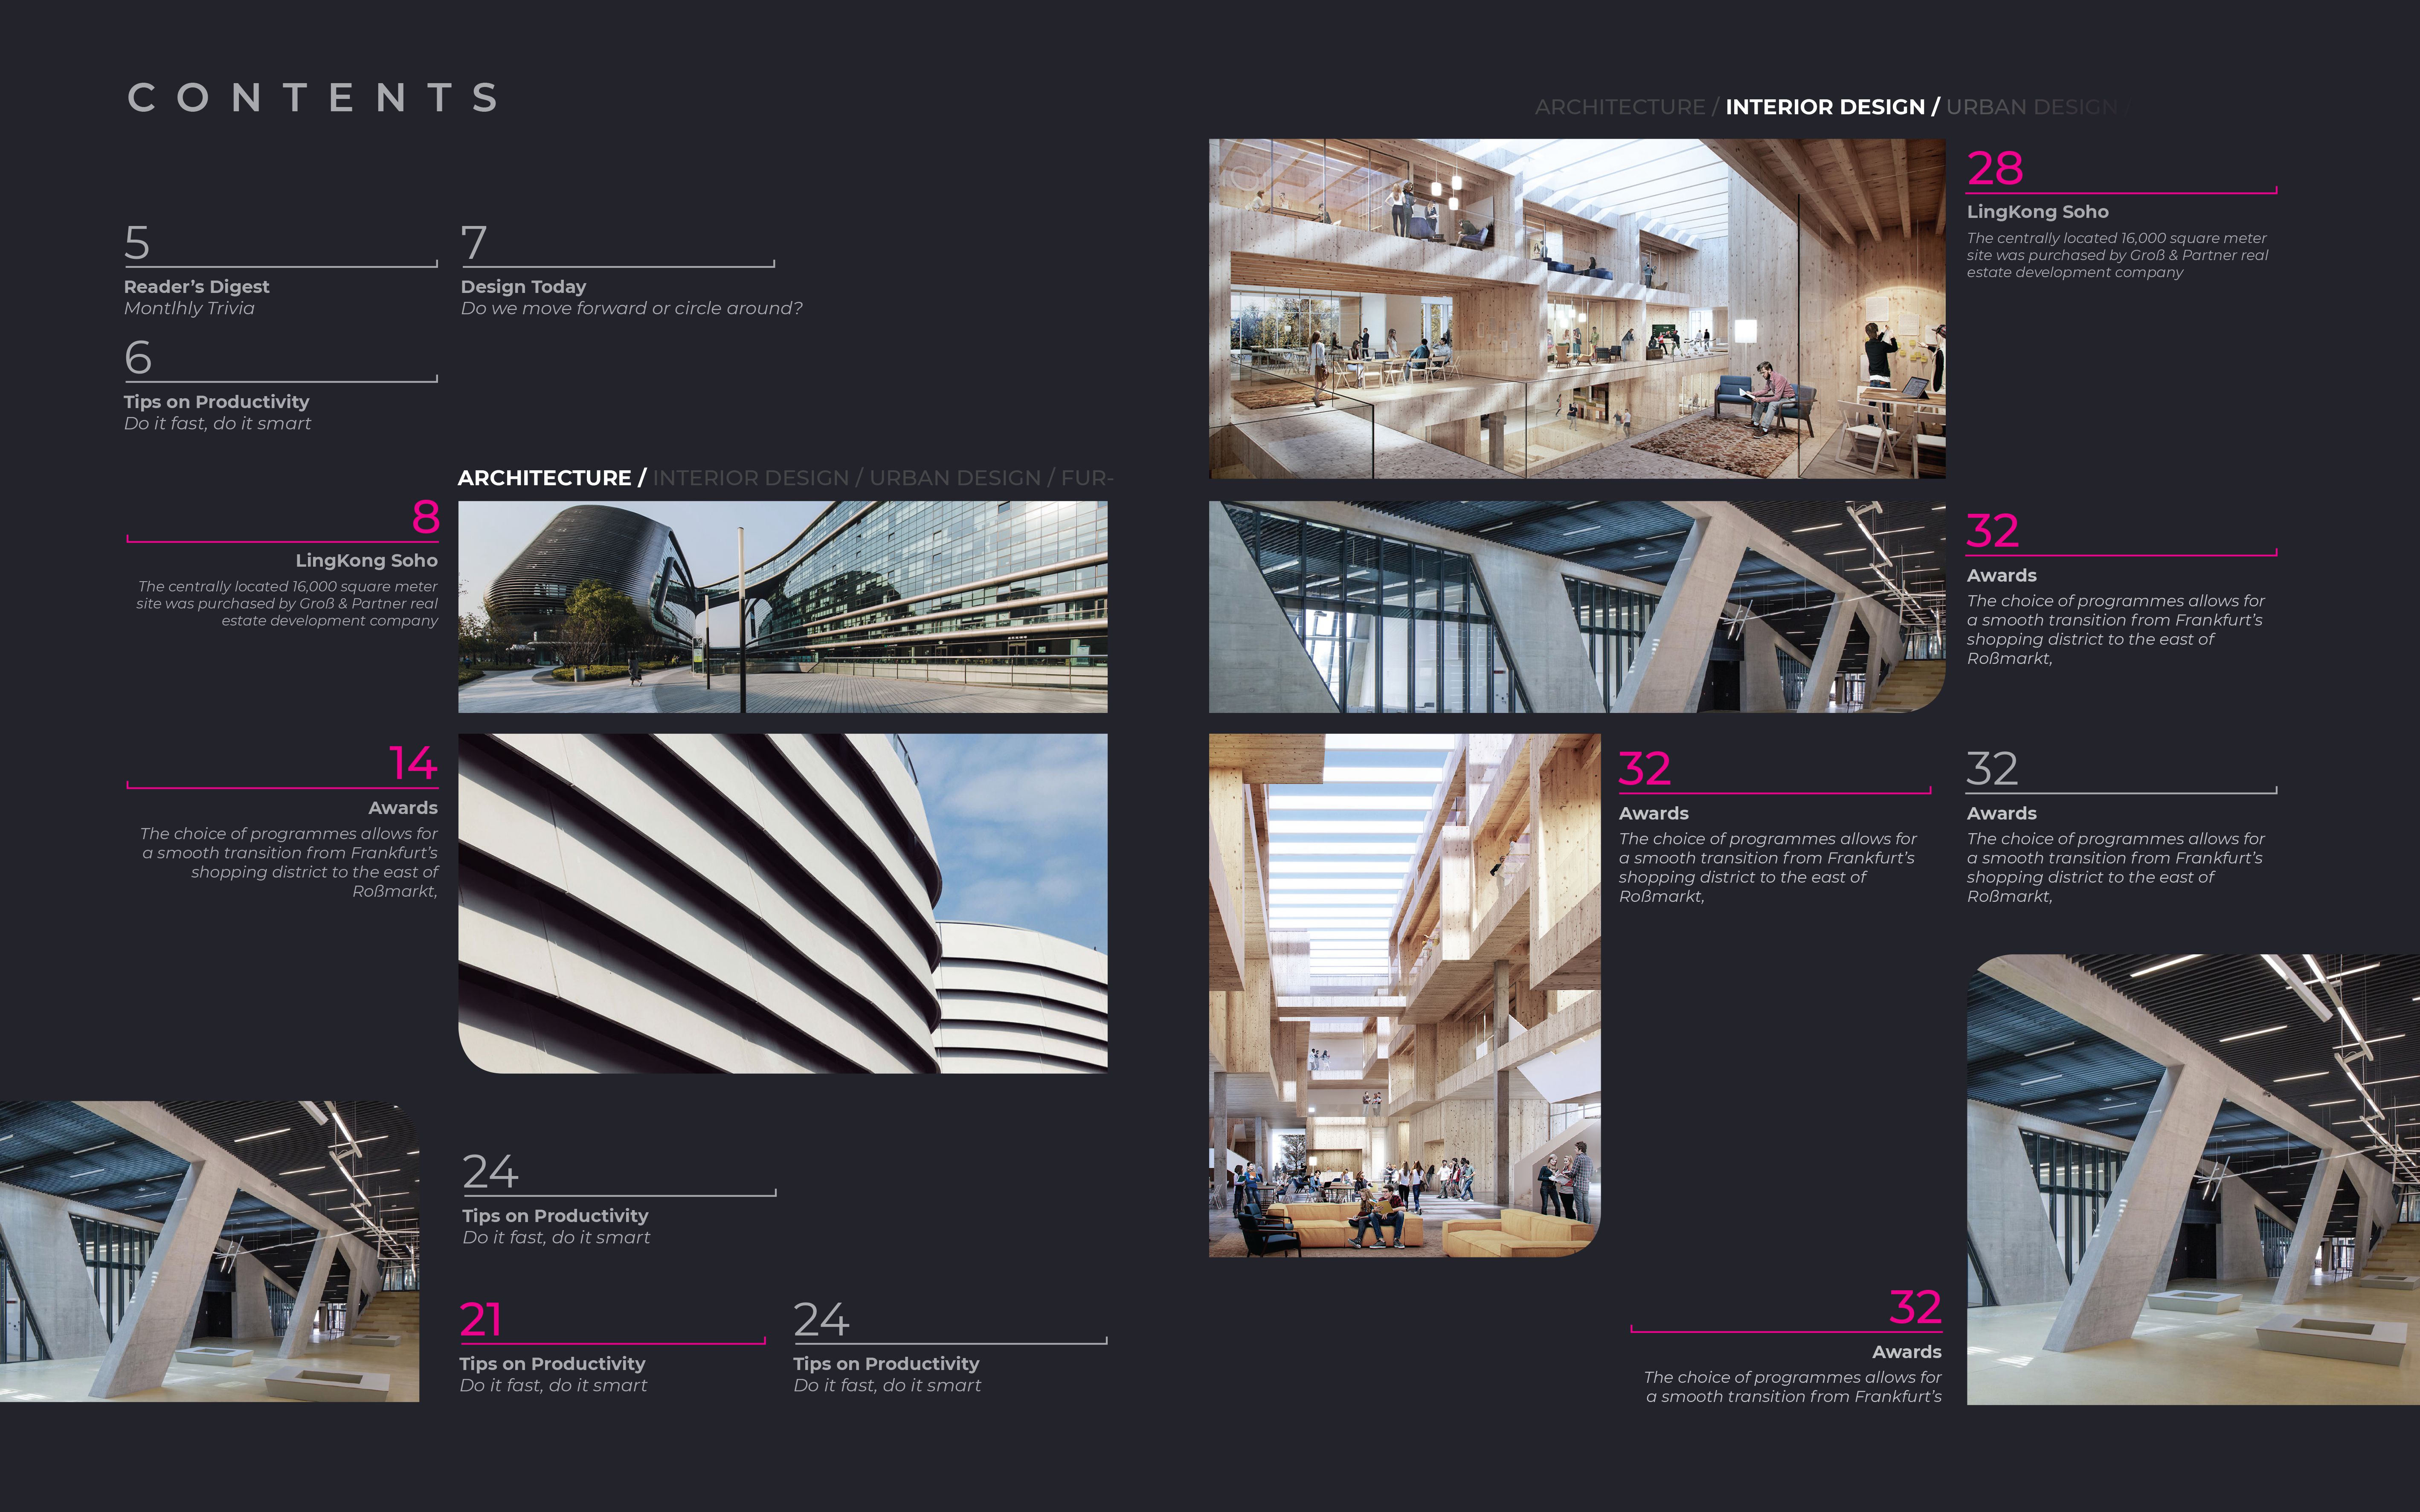 CONTENTS
5
Reader’s Digest
Montlhly Trivia
7
Design Today
Do we move forward or circle around?
6
Tips on Productivity
Do it fast, do it smart
ARCHITECTURE / INTERIOR DESIGN / URBAN DESIGN / FUR-
8
LingKong Soho
The centrally located 16,000 square meter
site was purchased by Groß & Partner real
estate development company
14
Awards
The choice of programmes allows for
a smooth transition from Frankfurt’s
shopping district to the east of
Roßmarkt,
24
Tips on Productivity
Do it fast, do it smart
21
Tips on Productivity
Do it fast, do it smart
24
Tips on Productivity
Do it fast, do it smart
ARCHITECTURE / INTERIOR DESIGN / URBAN DESIGN /
28
LingKong Soho
The centrally located 16,000 square meter
site was purchased by Groß & Partner real
estate development company
32
Awards
The choice of programmes allows for
a smooth transition from Frankfurt’s
shopping district to the east of
Roßmarkt,
32
Awards
The choice of programmes allows for
a smooth transition from Frankfurt’s
shopping district to the east of
Roßmarkt,
32
Awards
The choice of programmes allows for
a smooth transition from Frankfurt’s
shopping district to the east of
Roßmarkt,
32
Awards
The choice of programmes allows for
a smooth transition from Frankfurt’s